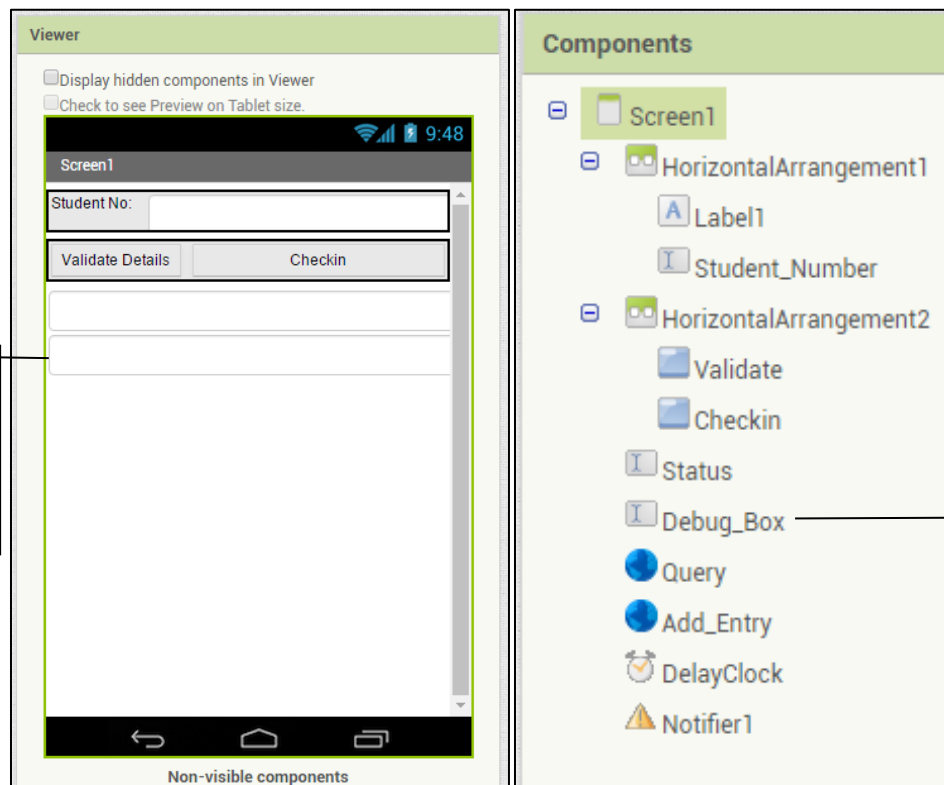 Viewer
Display hidden components in Viewer
Check to see Preview on Tablet size.
9:48
Screen1
Student No:
Validate Details
Checkin
Non-visible components
Components
Screen1
HorizontalArrangement1
A Label1
Student_Number
HorizontalArrangement2
Validate
Checkin
Status
Debug_Box
Query
Add_Entry
DelayClock
Notifier1